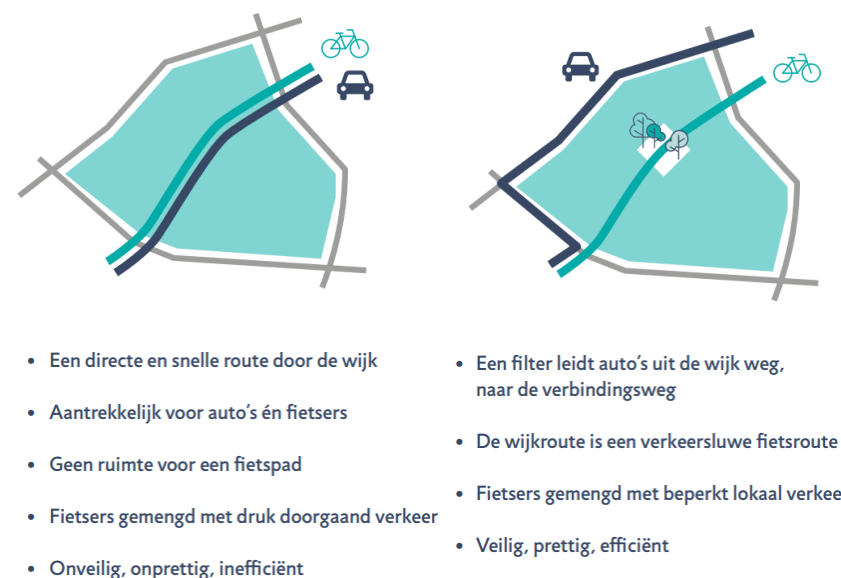 • Een directe en snelle route door de wijk
• Aantrekkelijk voor auto's én fietsers
• Geen ruimte voor een fietspad
• Fietsers gemengd met druk doorgaand verkeer
• Onveilig, onprettig, inefficiënt
• Een filter leidt auto's uit de wijk weg,
naar de verbindingsweg
• De wijkroute is een verkeersluwe fietsroute
• Fietsers gemengd met beperkt lokaal verkee
• Veilig, prettig, efficiënt